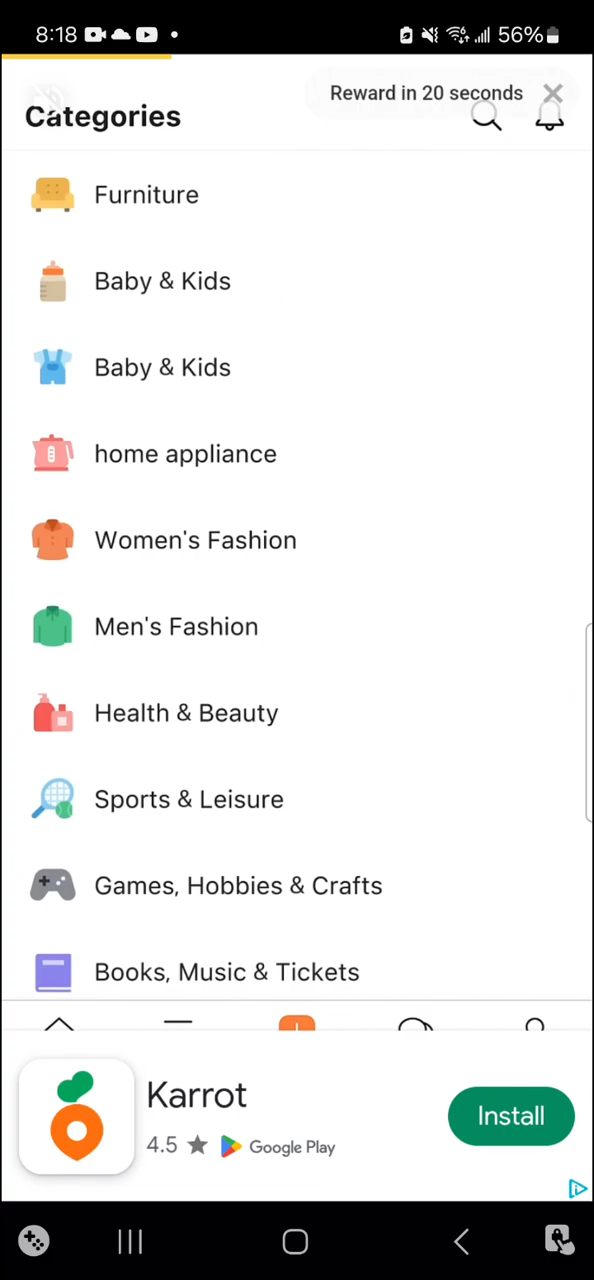 8:18
56%
Reward in 20 seconds
Categories
Furniture
Baby & Kids
Baby & Kids
home appliance
Women's Fashion
Men's Fashion
Health & Beauty
Sports & Leisure
Games, Hobbies & Crafts
Books, Music & Tickets
Karrot
Install
4.5 ★ Google Play